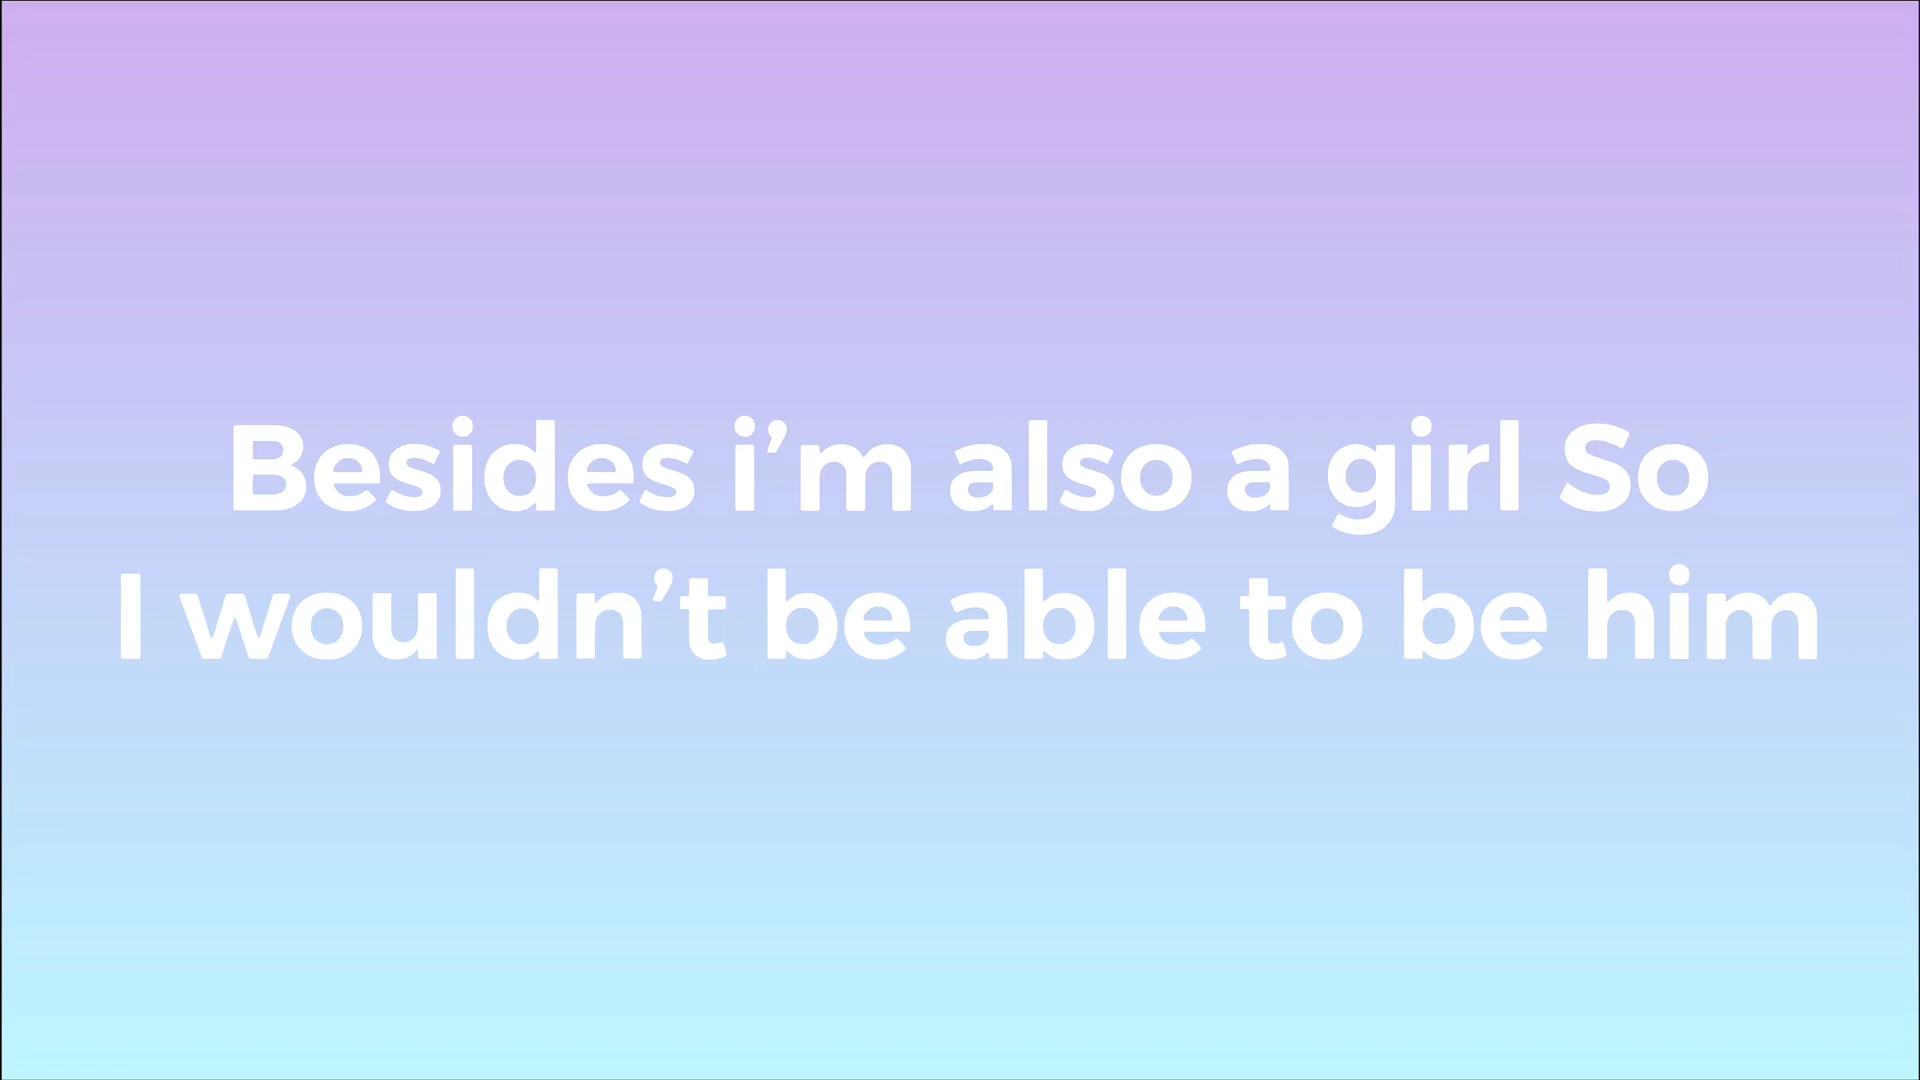 Besides i’m also a girl So
I wouldn’t be able to be him